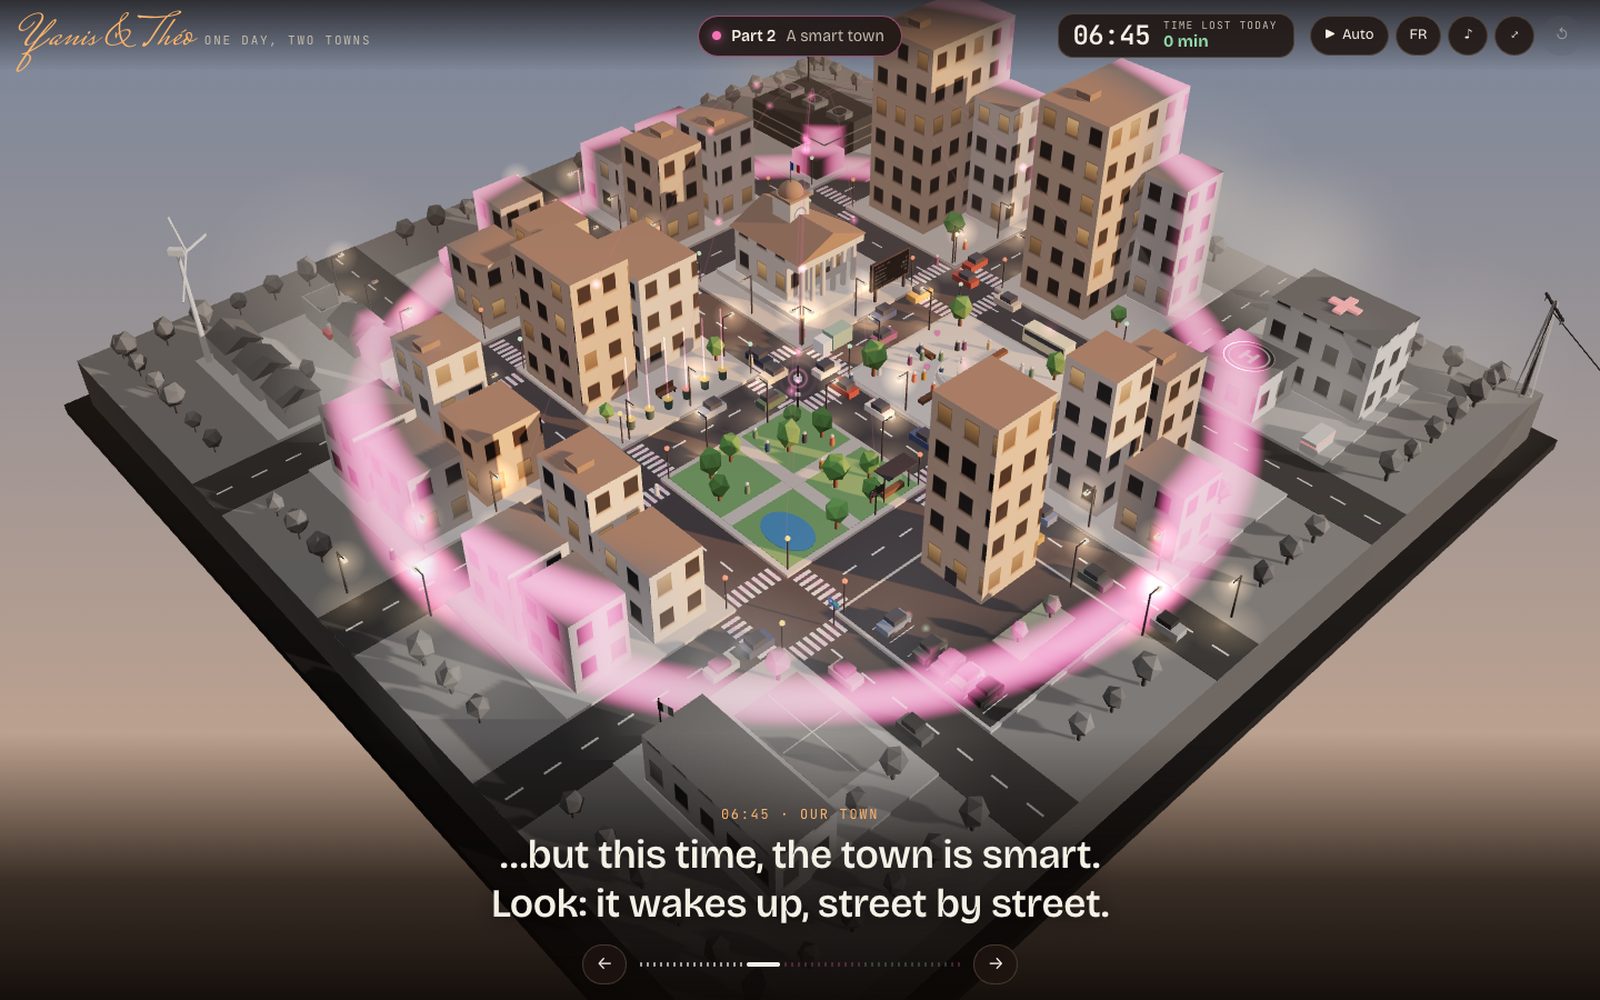 Yanis & Théo ONE DAY, TWO TOWNS
Part 2 A smart town
06:45 TIME LOST TODAY
0 min
Auto
FR
H
06:45 · OUR TOWN
...but this time, the town is smart.
Look: it wakes up, street by street.